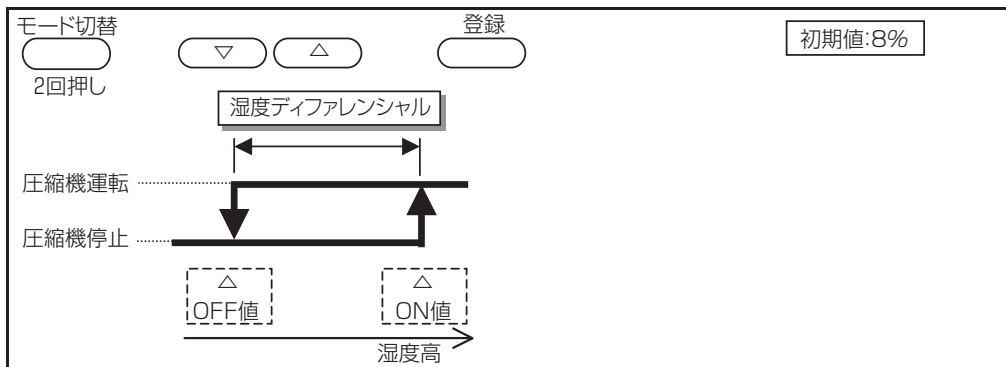 モード切替
登録
初期値:8%
▽
△
2回押し
湿度ディファレンシャル
圧縮機運転
圧縮機停止
△
OFF値
△
ON値
湿度高